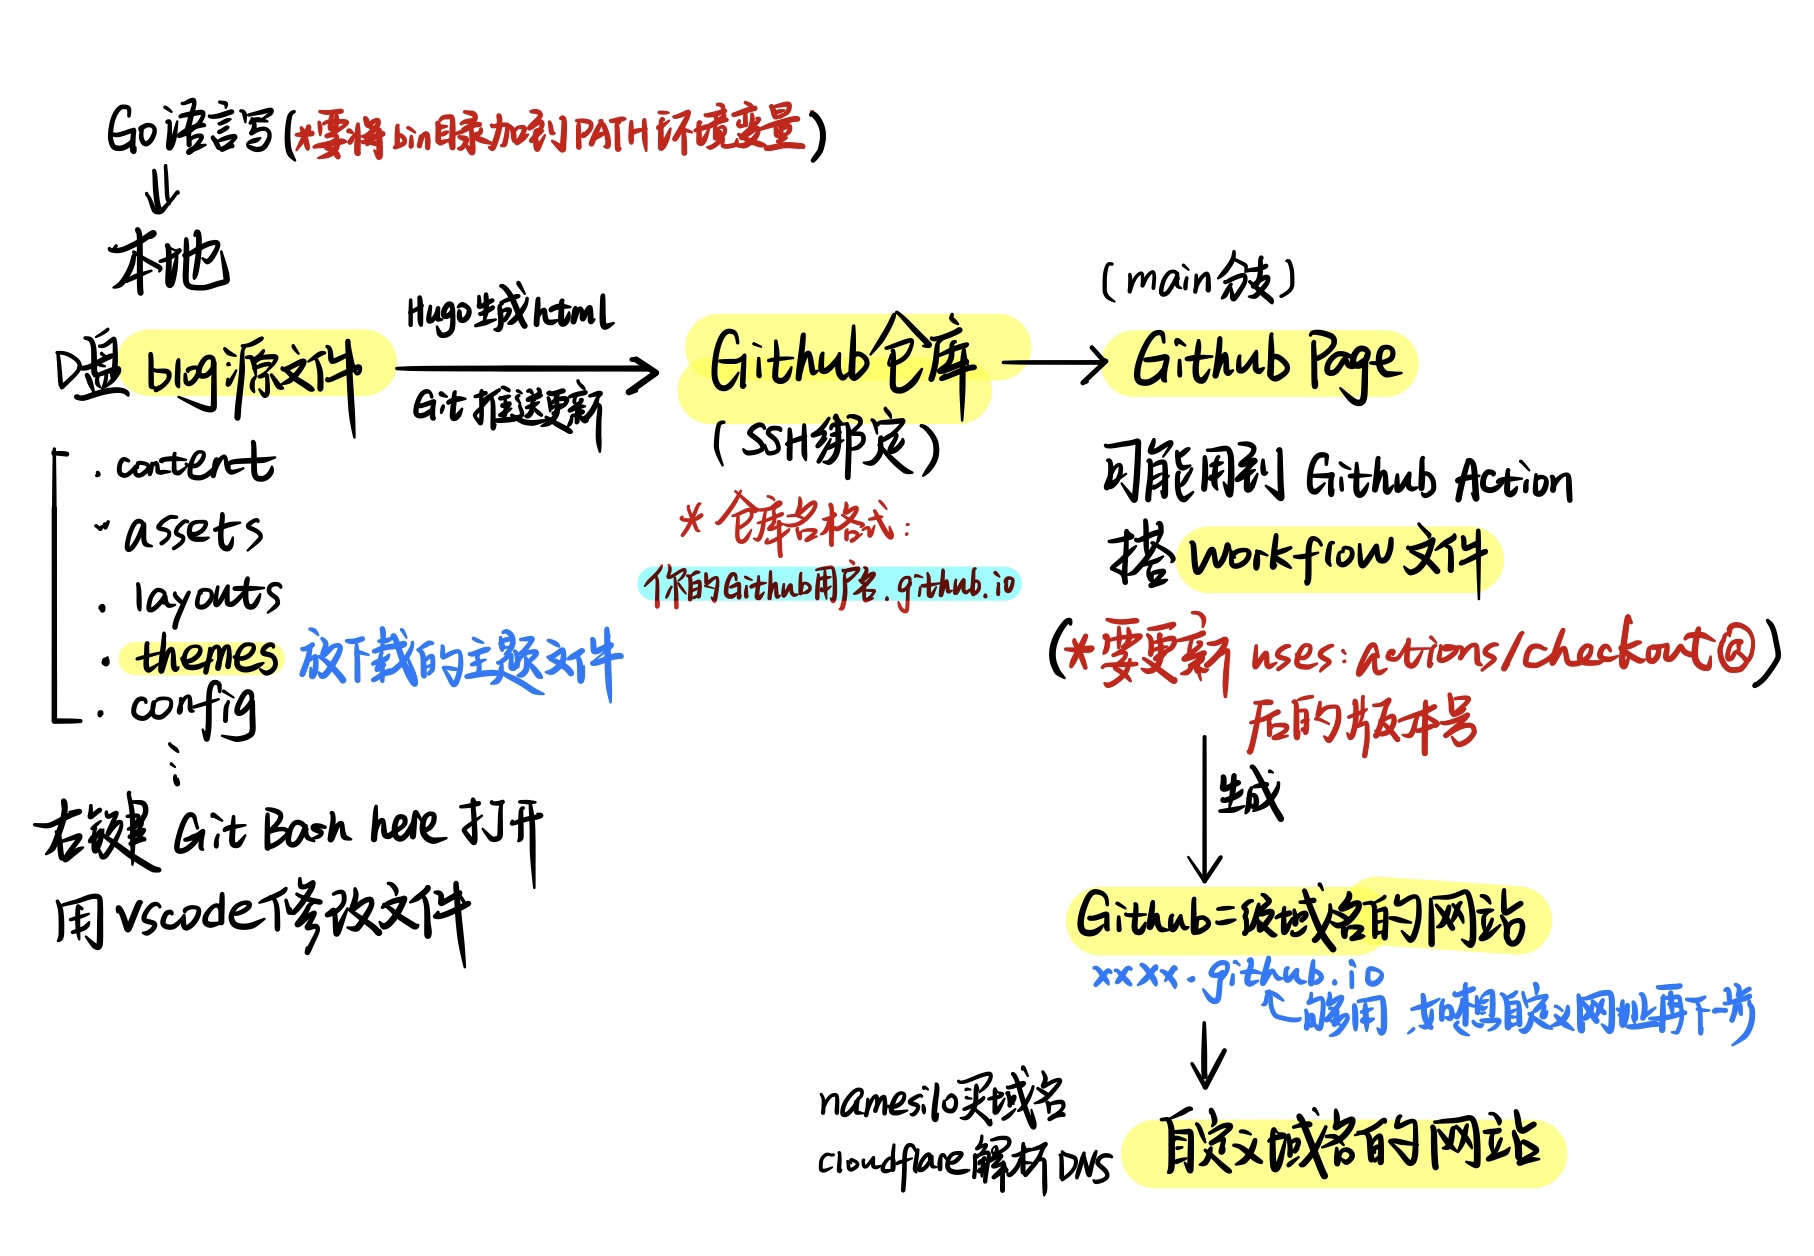 Go语言写(*要将bin目录加到PATH环境变量)
本地
D盘 blog源文件
Hugo生成html
Git推送更新
. content
. assets
. layouts
. themes 放下载的主题文件
. config
右键 Git Bash here 打开
用vscode修改文件
Github仓库
(SSH绑定)
* 仓库名格式:
你的Github用户名.github.io
(main分支)
Github Page
可能用到 Github Action
搭 workflow 文件
(*要更新 uses: actions/checkout@)
后的版本号
生成
Github二级域名的网站
xxxx.github.io
够用 如想自定义网址再下一步
namesilo买域名
cloudflare解析DNS
自定义域名的网站